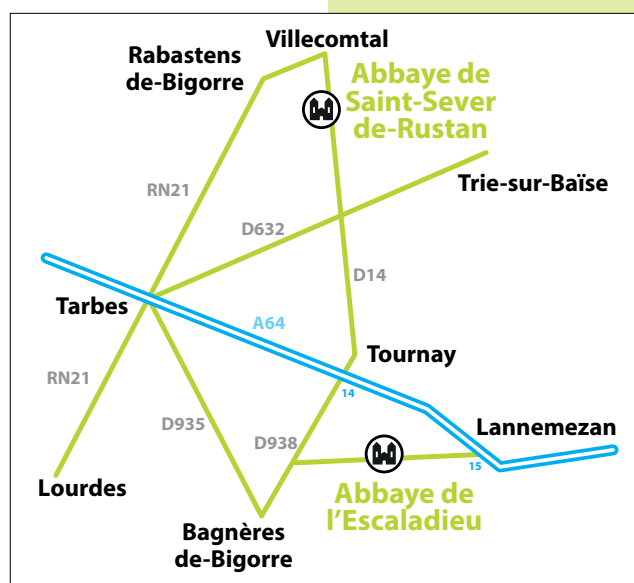 Villecomtal
Rabastens
de-Bigorre
Abbaye de
Saint-Sever
de-Rustan
Trie-sur-Baïse
RN21
D632
D14
Tarbes
A64
Tournay
RN21
14
D935
D938
Lannemezan
15
Lourdes
Abbaye de
l'Escaladieu
Bagnères
de-Bigorre